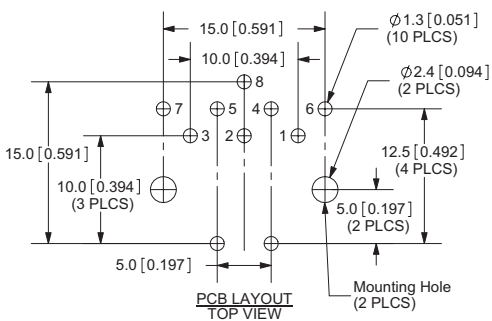 15.0 [0.591]
Ø1.3 [0.051]
(10 PLCS)
10.0 [0.394]
Ø2.4 [0.094]
(2 PLCS)
8
7
5
4
6
3
2
1
15.0 [0.591]
12.5 [0.492]
(4 PLCS)
10.0 [0.394]
(3 PLCS)
5.0 [0.197]
(2 PLCS)
5.0 [0.197]
Mounting Hole
(2 PLCS)
PCB LAYOUT
TOP VIEW